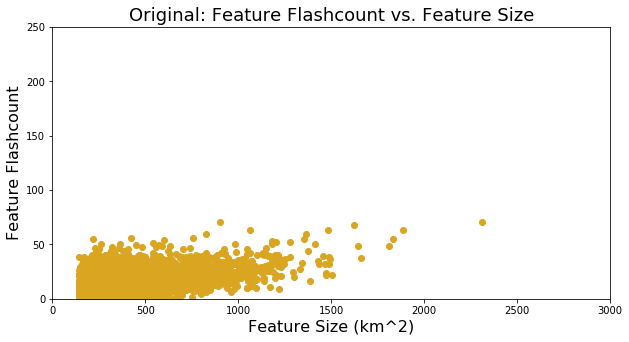 Original: Feature Flashcount vs. Feature Size
250
200
150
100
50
0
Feature Flashcount
0 500 1000 1500 2000 2500 3000
Feature Size (km^2)